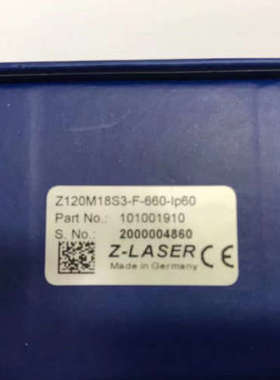 Z120M18S3-F-660-lp60
Part No.: 101001910
S. No.: 2000004860
Z-LASER CE
Made in Germany